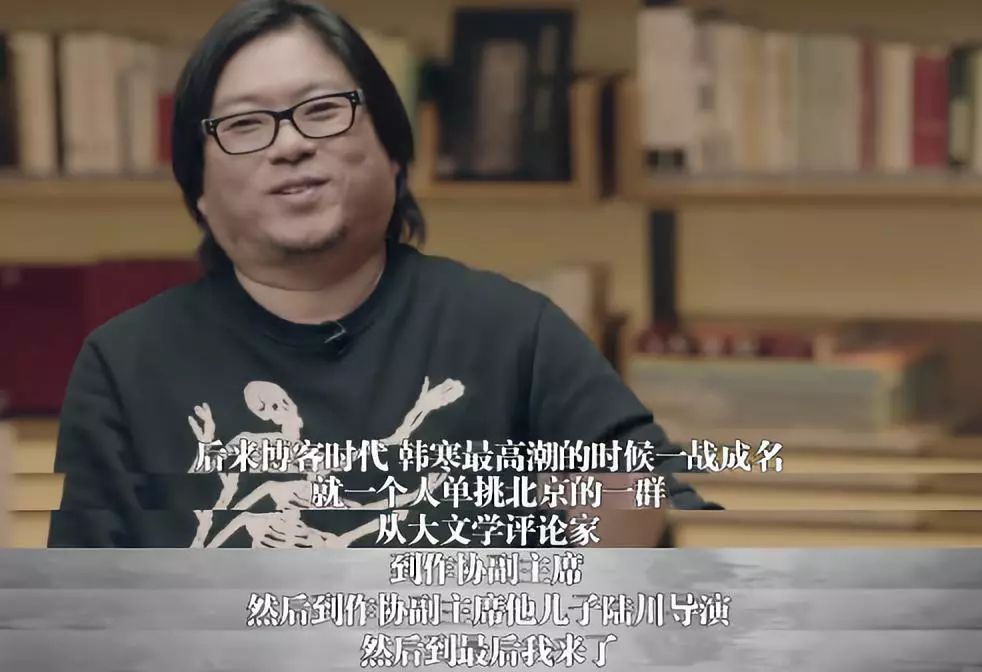 后来博客时代 韩寒最高潮的时候一战成名
就一个人单挑北京的一群
从大文学评论家
到作协副主席
然后到作协副主席他儿子陆川导演
然后到最后我来了